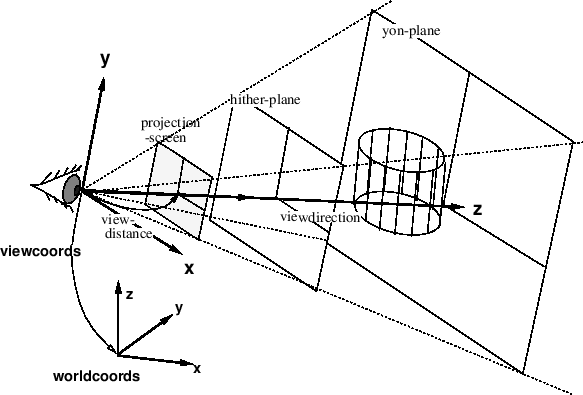 yon-plane
y
hither-plane
projection
-screen
z
viewdirection
view-
distance
x
viewcoords
z
y
x
worldcoords